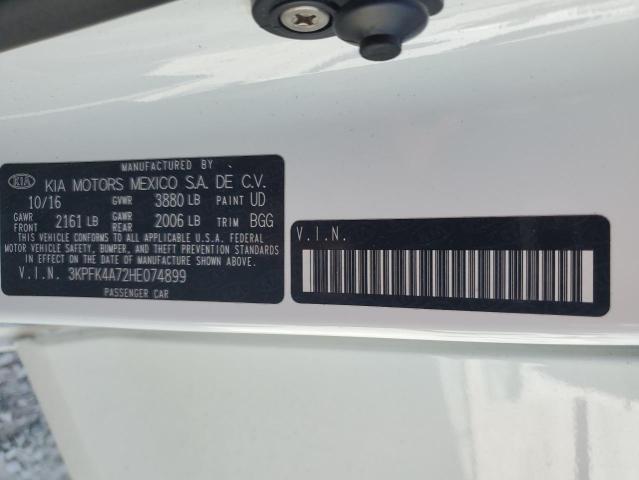 MANUFACTURED BY
KIA KIA MOTORS MEXICO S.A. DE C.V.
10/16 GVWR 3880 LB PAINT UD
GAWR FRONT 2161 LB GAWR REAR 2006 LB TRIM BGG
THIS VEHICLE CONFORMS TO ALL APPLICABLE U.S.A. FEDERAL
MOTOR VEHICLE SAFETY, BUMPER, AND THEFT PREVENTION STANDARDS
IN EFFECT ON THE DATE OF MANUFACTURE SHOWN ABOVE.
V.I.N. 3KPFK4A72HE074899
PASSENGER CAR
V.I.N.